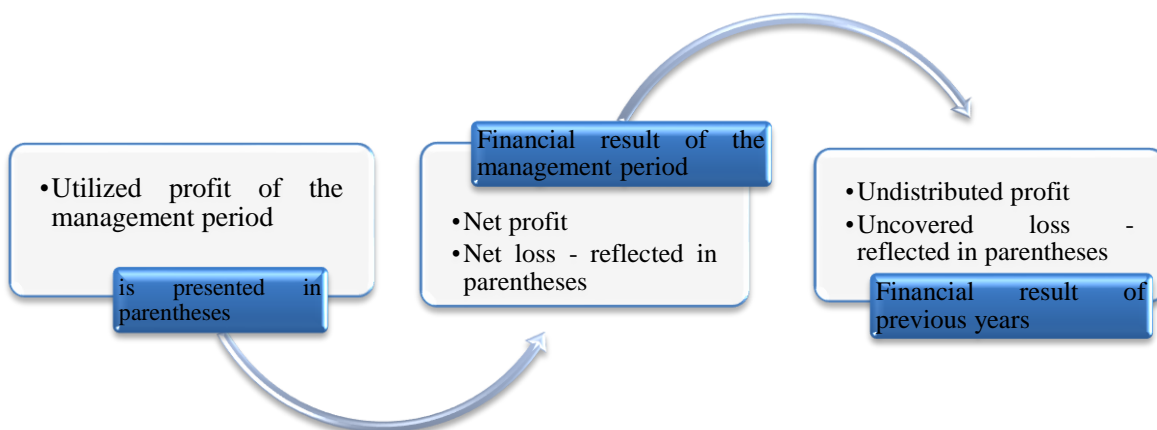 •Utilized profit of the
management period
is presented in
parentheses
Financial result of the
management period
•Net profit
•Net loss - reflected in
parentheses
•Undistributed profit
•Uncovered loss -
reflected in parentheses
Financial result of
previous years